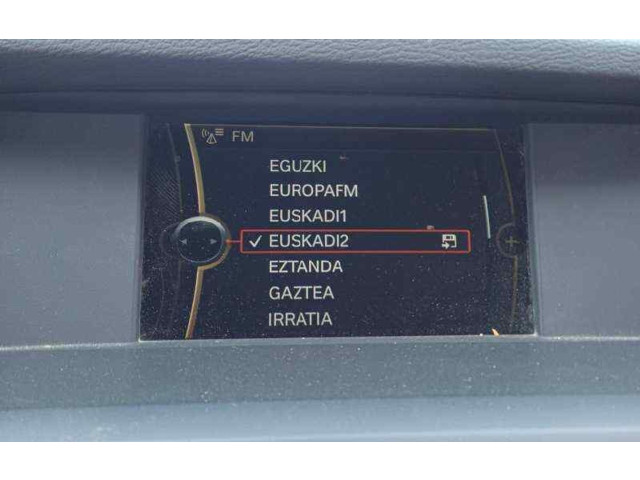 FM
EGUZKI
EUROPAFM
EUSKADI1
✓ EUSKADI2
EZTANDA
GAZTEA
IRRATIA